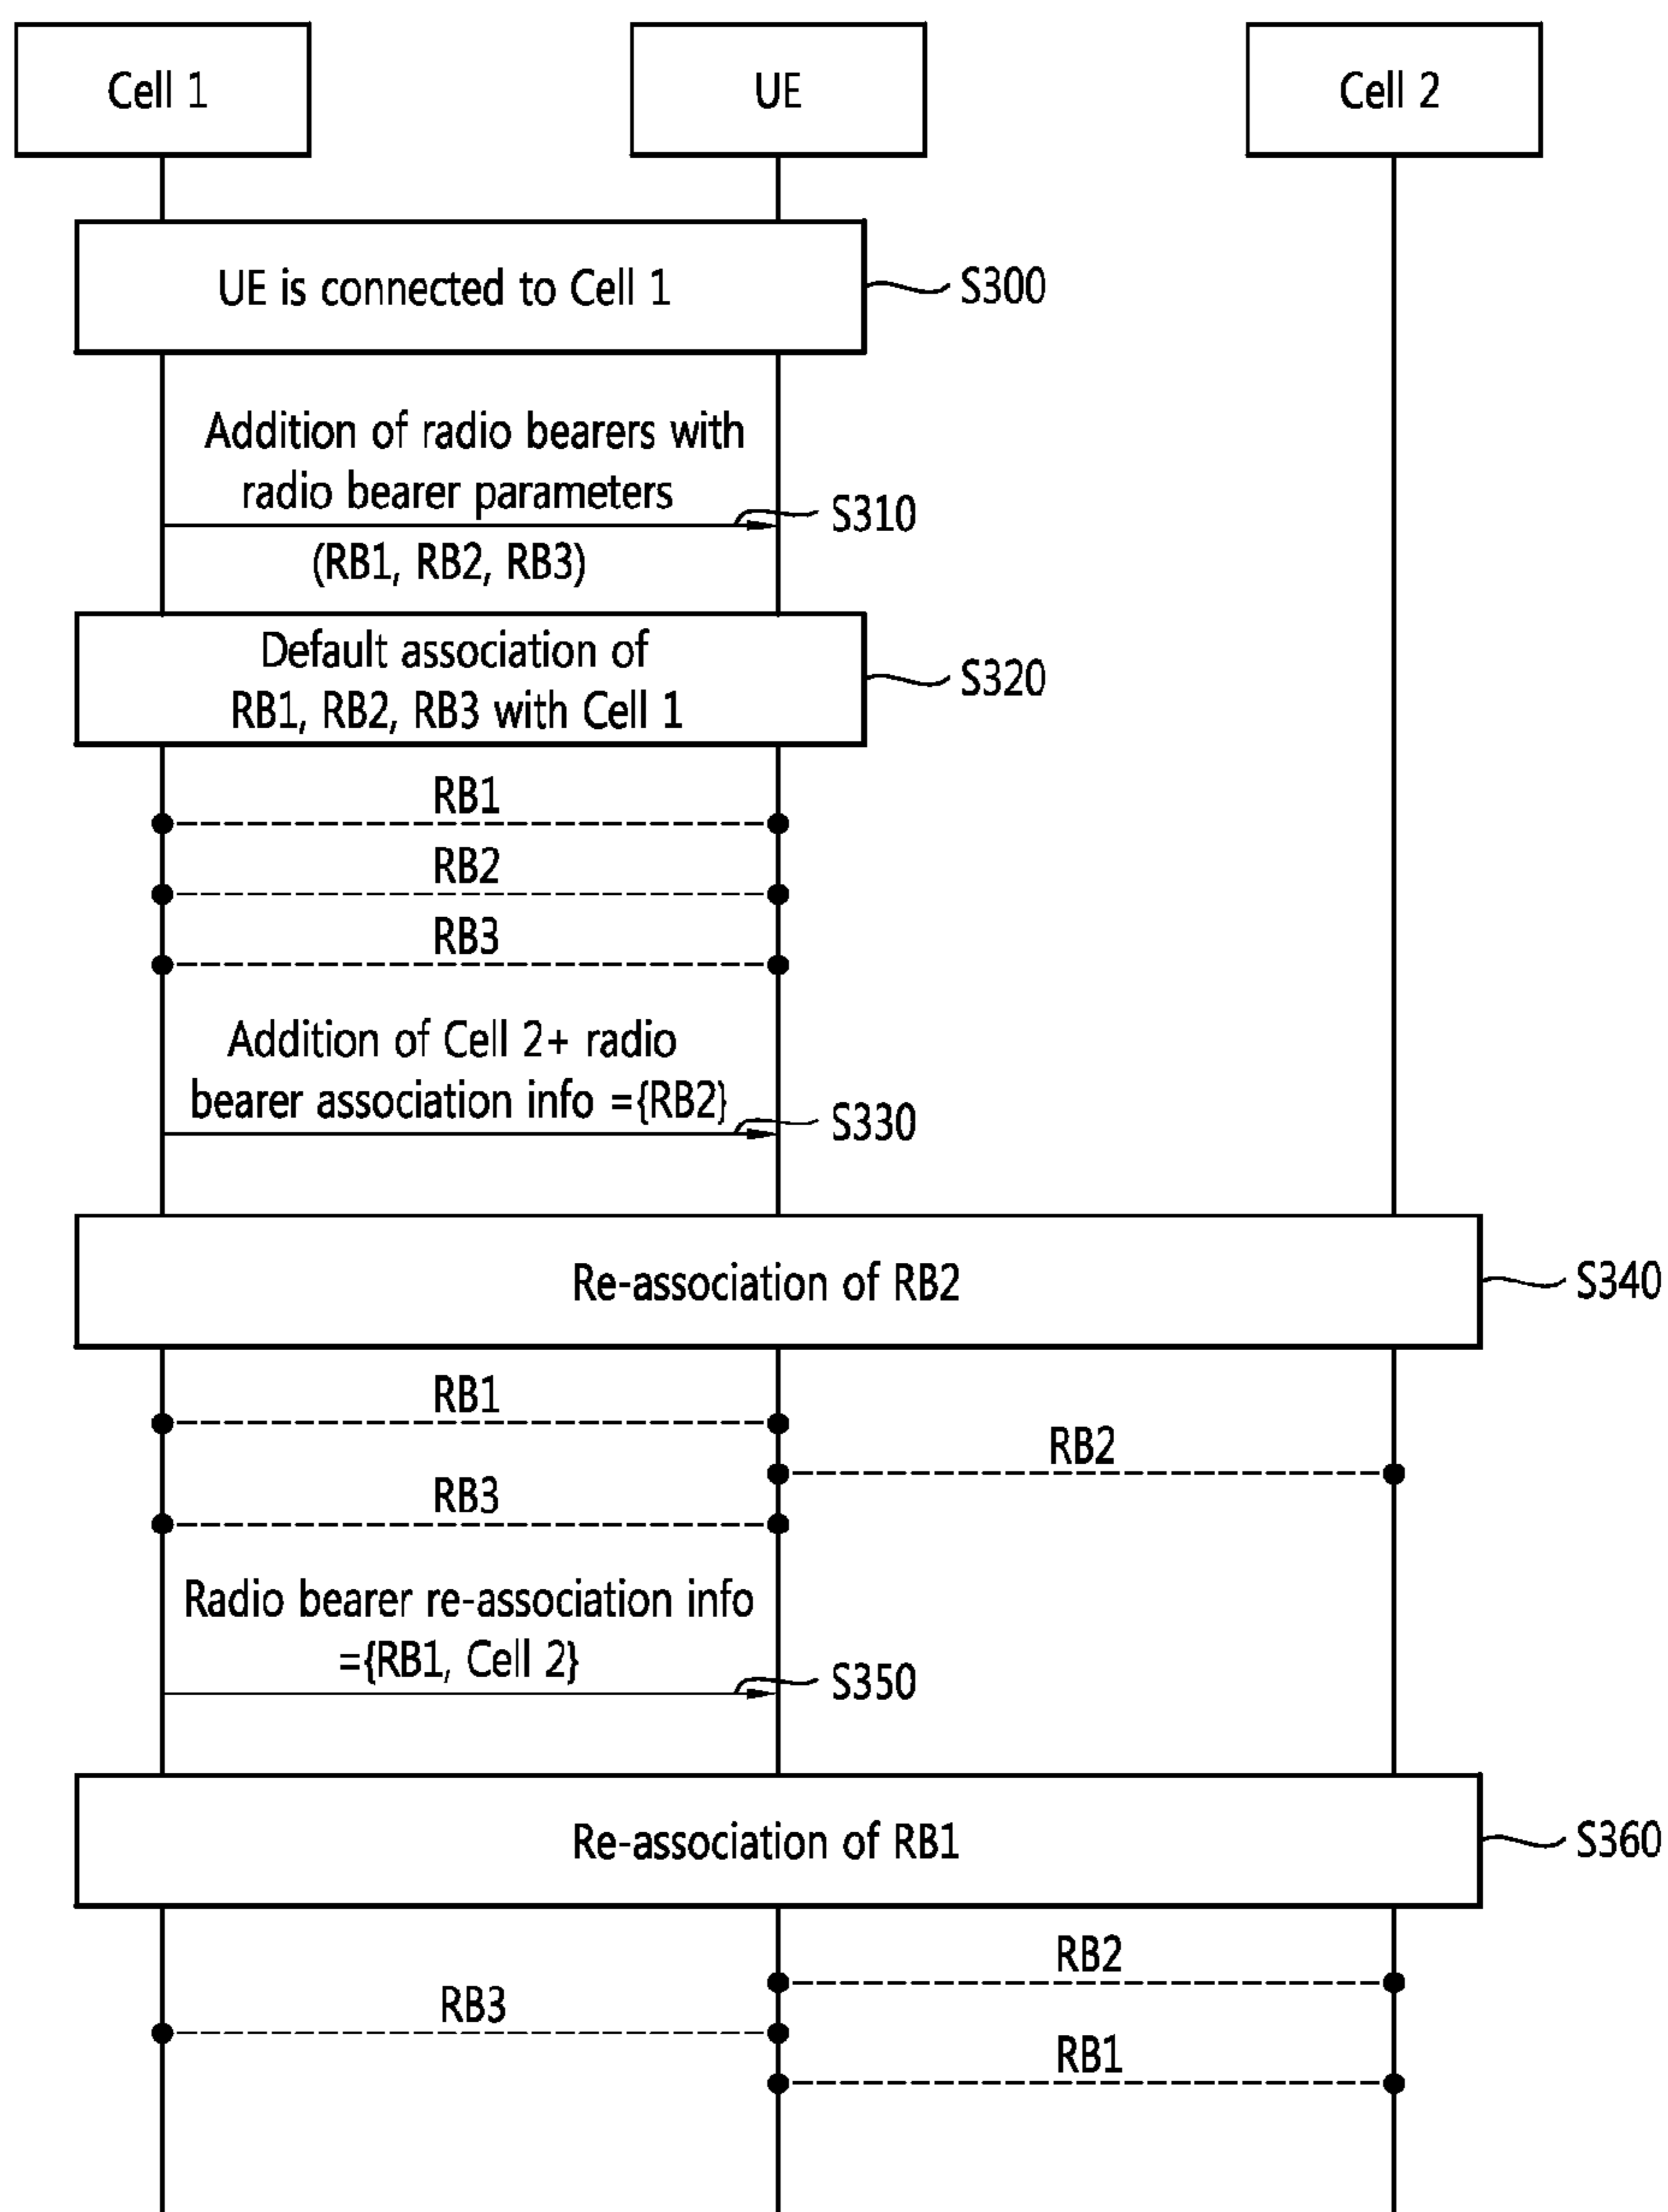 Cell 1
UE
Cell 2
UE is connected to Cell 1
S300
Addition of radio bearers with
radio bearer parameters
S310
(RB1, RB2, RB3)
Default association of
RB1, RB2, RB3 with Cell 1
S320
RB1
RB2
RB3
Addition of Cell 2+ radio
bearer association info ={RB2}
S330
Re-association of RB2
S340
RB1
RB2
RB3
Radio bearer re-association info
={RB1, Cell 2}
S350
Re-association of RB1
S360
RB2
RB3
RB1